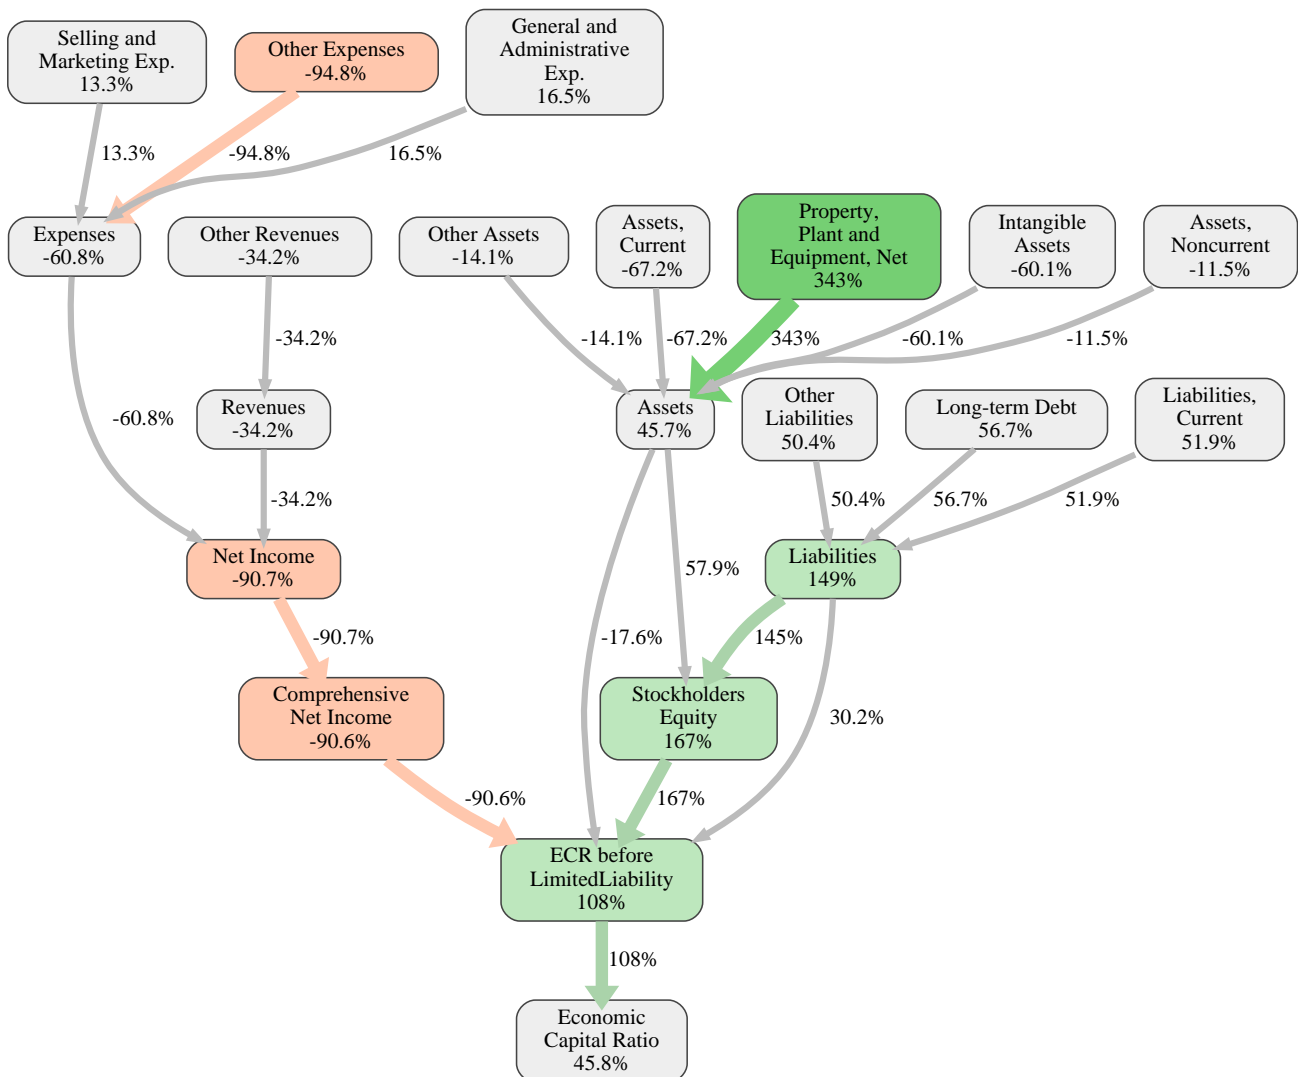 Selling and
Marketing Exp.
13.3%
Other Expenses
-94.8%
General and
Administrative
Exp.
16.5%
13.3%
-94.8%
16.5%
Expenses
-60.8%
Other Revenues
-34.2%
Other Assets
-14.1%
Assets,
Current
-67.2%
Property,
Plant and
Equipment, Net
343%
Intangible
Assets
-60.1%
Assets,
Noncurrent
-11.5%
-34.2%
-14.1%
-67.2%
343%
-60.1%
-11.5%
-60.8%
Revenues
-34.2%
Assets
45.7%
Other
Liabilities
50.4%
Long-term Debt
56.7%
Liabilities,
Current
51.9%
-34.2%
50.4%
56.7%
51.9%
Net Income
-90.7%
57.9%
Liabilities
149%
-90.7%
-17.6%
145%
Comprehensive
Net Income
-90.6%
Stockholders
Equity
167%
30.2%
-90.6%
167%
ECR before
LimitedLiability
108%
108%
Economic
Capital Ratio
45.8%